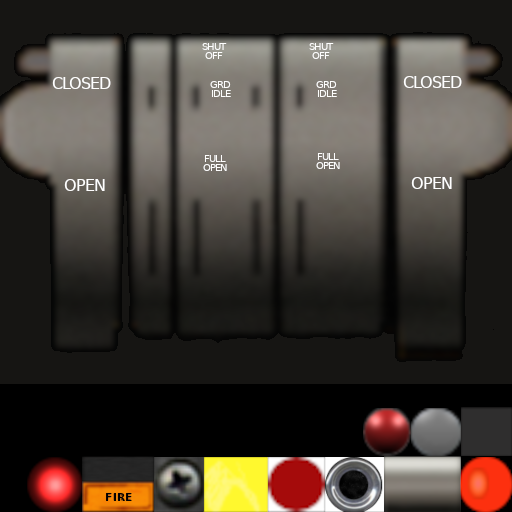 SHUT
OFF
SHUT
OFF
CLOSED
GRD
IDLE
GRD
IDLE
CLOSED
FULL
OPEN
FULL
OPEN
OPEN
OPEN
FIRE